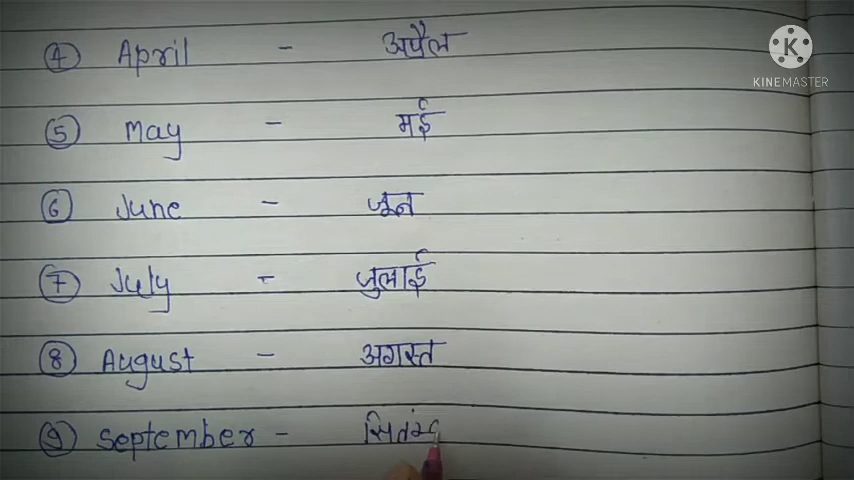 ④ April - अप्रैल
⑤ May - मई
⑥ June - जून
⑦ July - जुलाई
⑧ August - अगस्त
⑨ September -
K
KINEMASTER